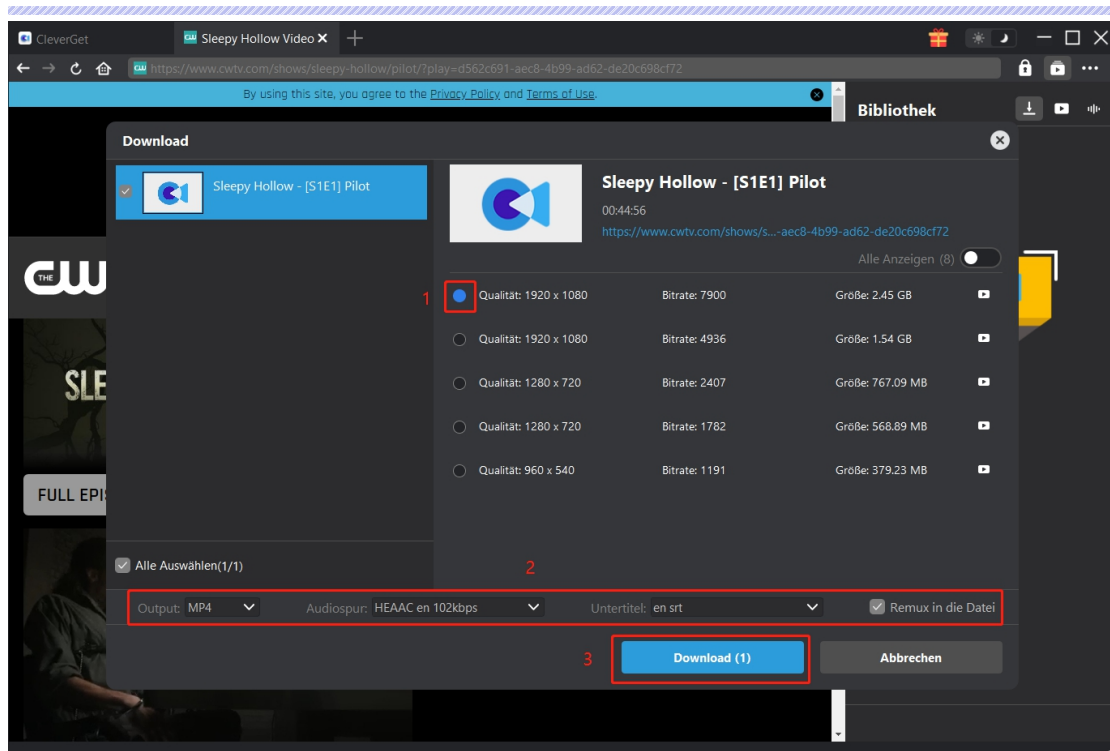 CleverGet
Sleepy Hollow Video
https://www.cwtv.com/shows/sleepy-hollow/pilot/?play=d562c691-aec8-4b99-ad62-de20c698cf72
By using this site, you agree to the Privacy Policy and Terms of Use.
Bibliothek
Download
Sleepy Hollow - [S1E1] Pilot
Sleepy Hollow - [S1E1] Pilot
00:44:56
https://www.cwtv.com/shows/s...-aec8-4b99-ad62-de20c698cf72
Alle Anzeigen (8)
THE CW
1
Qualität: 1920 x 1080 Bitrate: 7900 Größe: 2.45 GB
Qualität: 1920 x 1080 Bitrate: 4936 Größe: 1.54 GB
SLE
Qualität: 1280 x 720 Bitrate: 2407 Größe: 767.09 MB
Qualität: 1280 x 720 Bitrate: 1782 Größe: 568.89 MB
Qualität: 960 x 540 Bitrate: 1191 Größe: 379.23 MB
FULL EPI
Alle Auswählen(1/1)
2
Output: MP4 Audiospur: HEAAC en 102kbps Untertitel: en srt Remux in die Datei
3
Download (1) Abbrechen